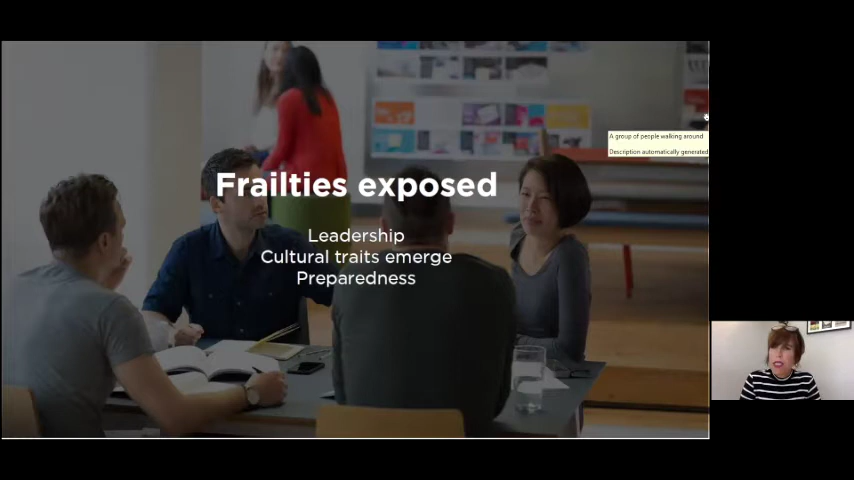 A group of people walking around
Description automatically generated
Frailties exposed
Leadership
Cultural traits emerge
Preparedness